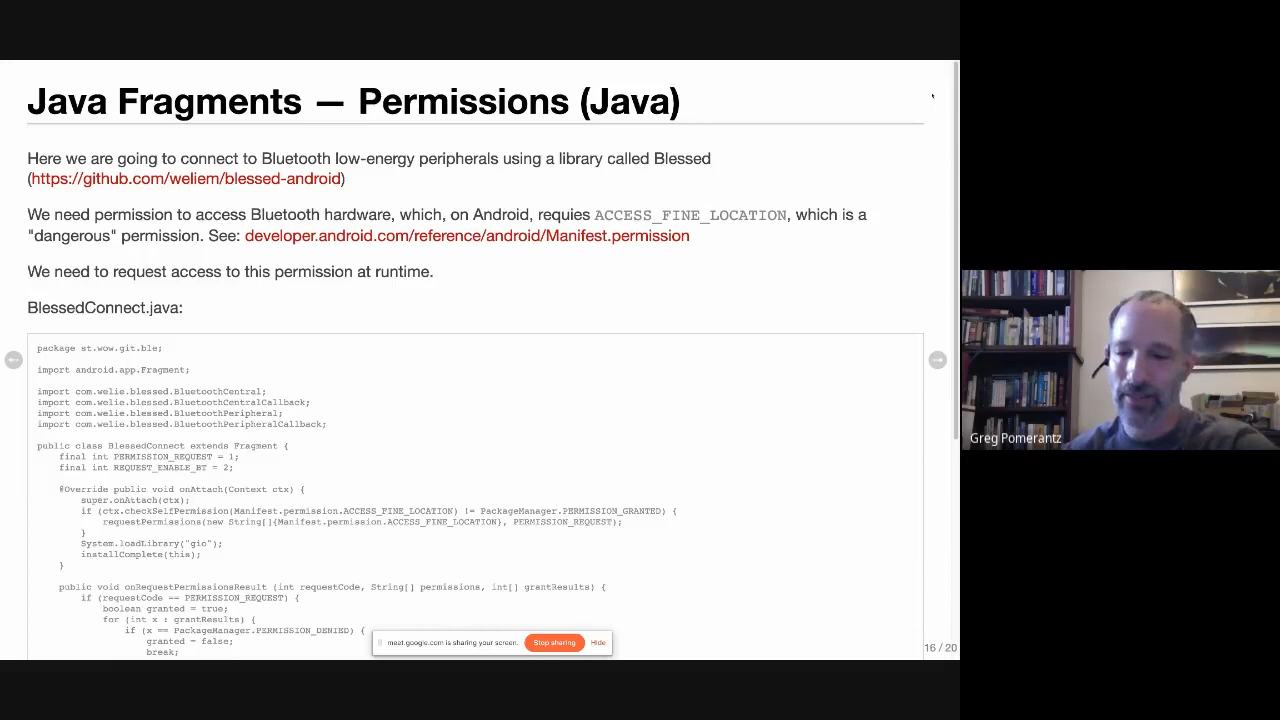 Java Fragments — Permissions (Java)
Here we are going to connect to Bluetooth low-energy peripherals using a library called Blessed
(https://github.com/weliem/blessed-android)
We need permission to access Bluetooth hardware, which, on Android, requies ACCESS_FINE_LOCATION, which is a
"dangerous" permission. See: developer.android.com/reference/android/Manifest.permission
We need to request access to this permission at runtime.
BlessedConnect.java:
package st.wow.git.ble;
import android.app.Fragment;
import com.welie.blessed.BluetoothCentral;
import com.welie.blessed.BluetoothCentralCallback;
import com.welie.blessed.BluetoothPeripheral;
import com.welie.blessed.BluetoothPeripheralCallback;
public class BlessedConnect extends Fragment {
final int PERMISSION_REQUEST = 1;
final int REQUEST_ENABLE_BT = 2;
@Override public void onAttach(Context ctx) {
super.onAttach(ctx);
if (ctx.checkSelfPermission(Manifest.permission.ACCESS_FINE_LOCATION) != PackageManager.PERMISSION_GRANTED) {
requestPermissions(new String[]{Manifest.permission.ACCESS_FINE_LOCATION}, PERMISSION_REQUEST);
}
System.loadLibrary("gio");
installComplete(this);
}
public void onRequestPermissionsResult (int requestCode, String[] permissions, int[] grantResults) {
if (requestCode == PERMISSION_REQUEST) {
boolean granted = true;
for (int x : grantResults) {
if (x == PackageManager.PERMISSION_DENIED) {
granted = false;
break;
meet.google.com is sharing your screen.
Stop sharing
Hide
16 / 20
Greg Pomerantz